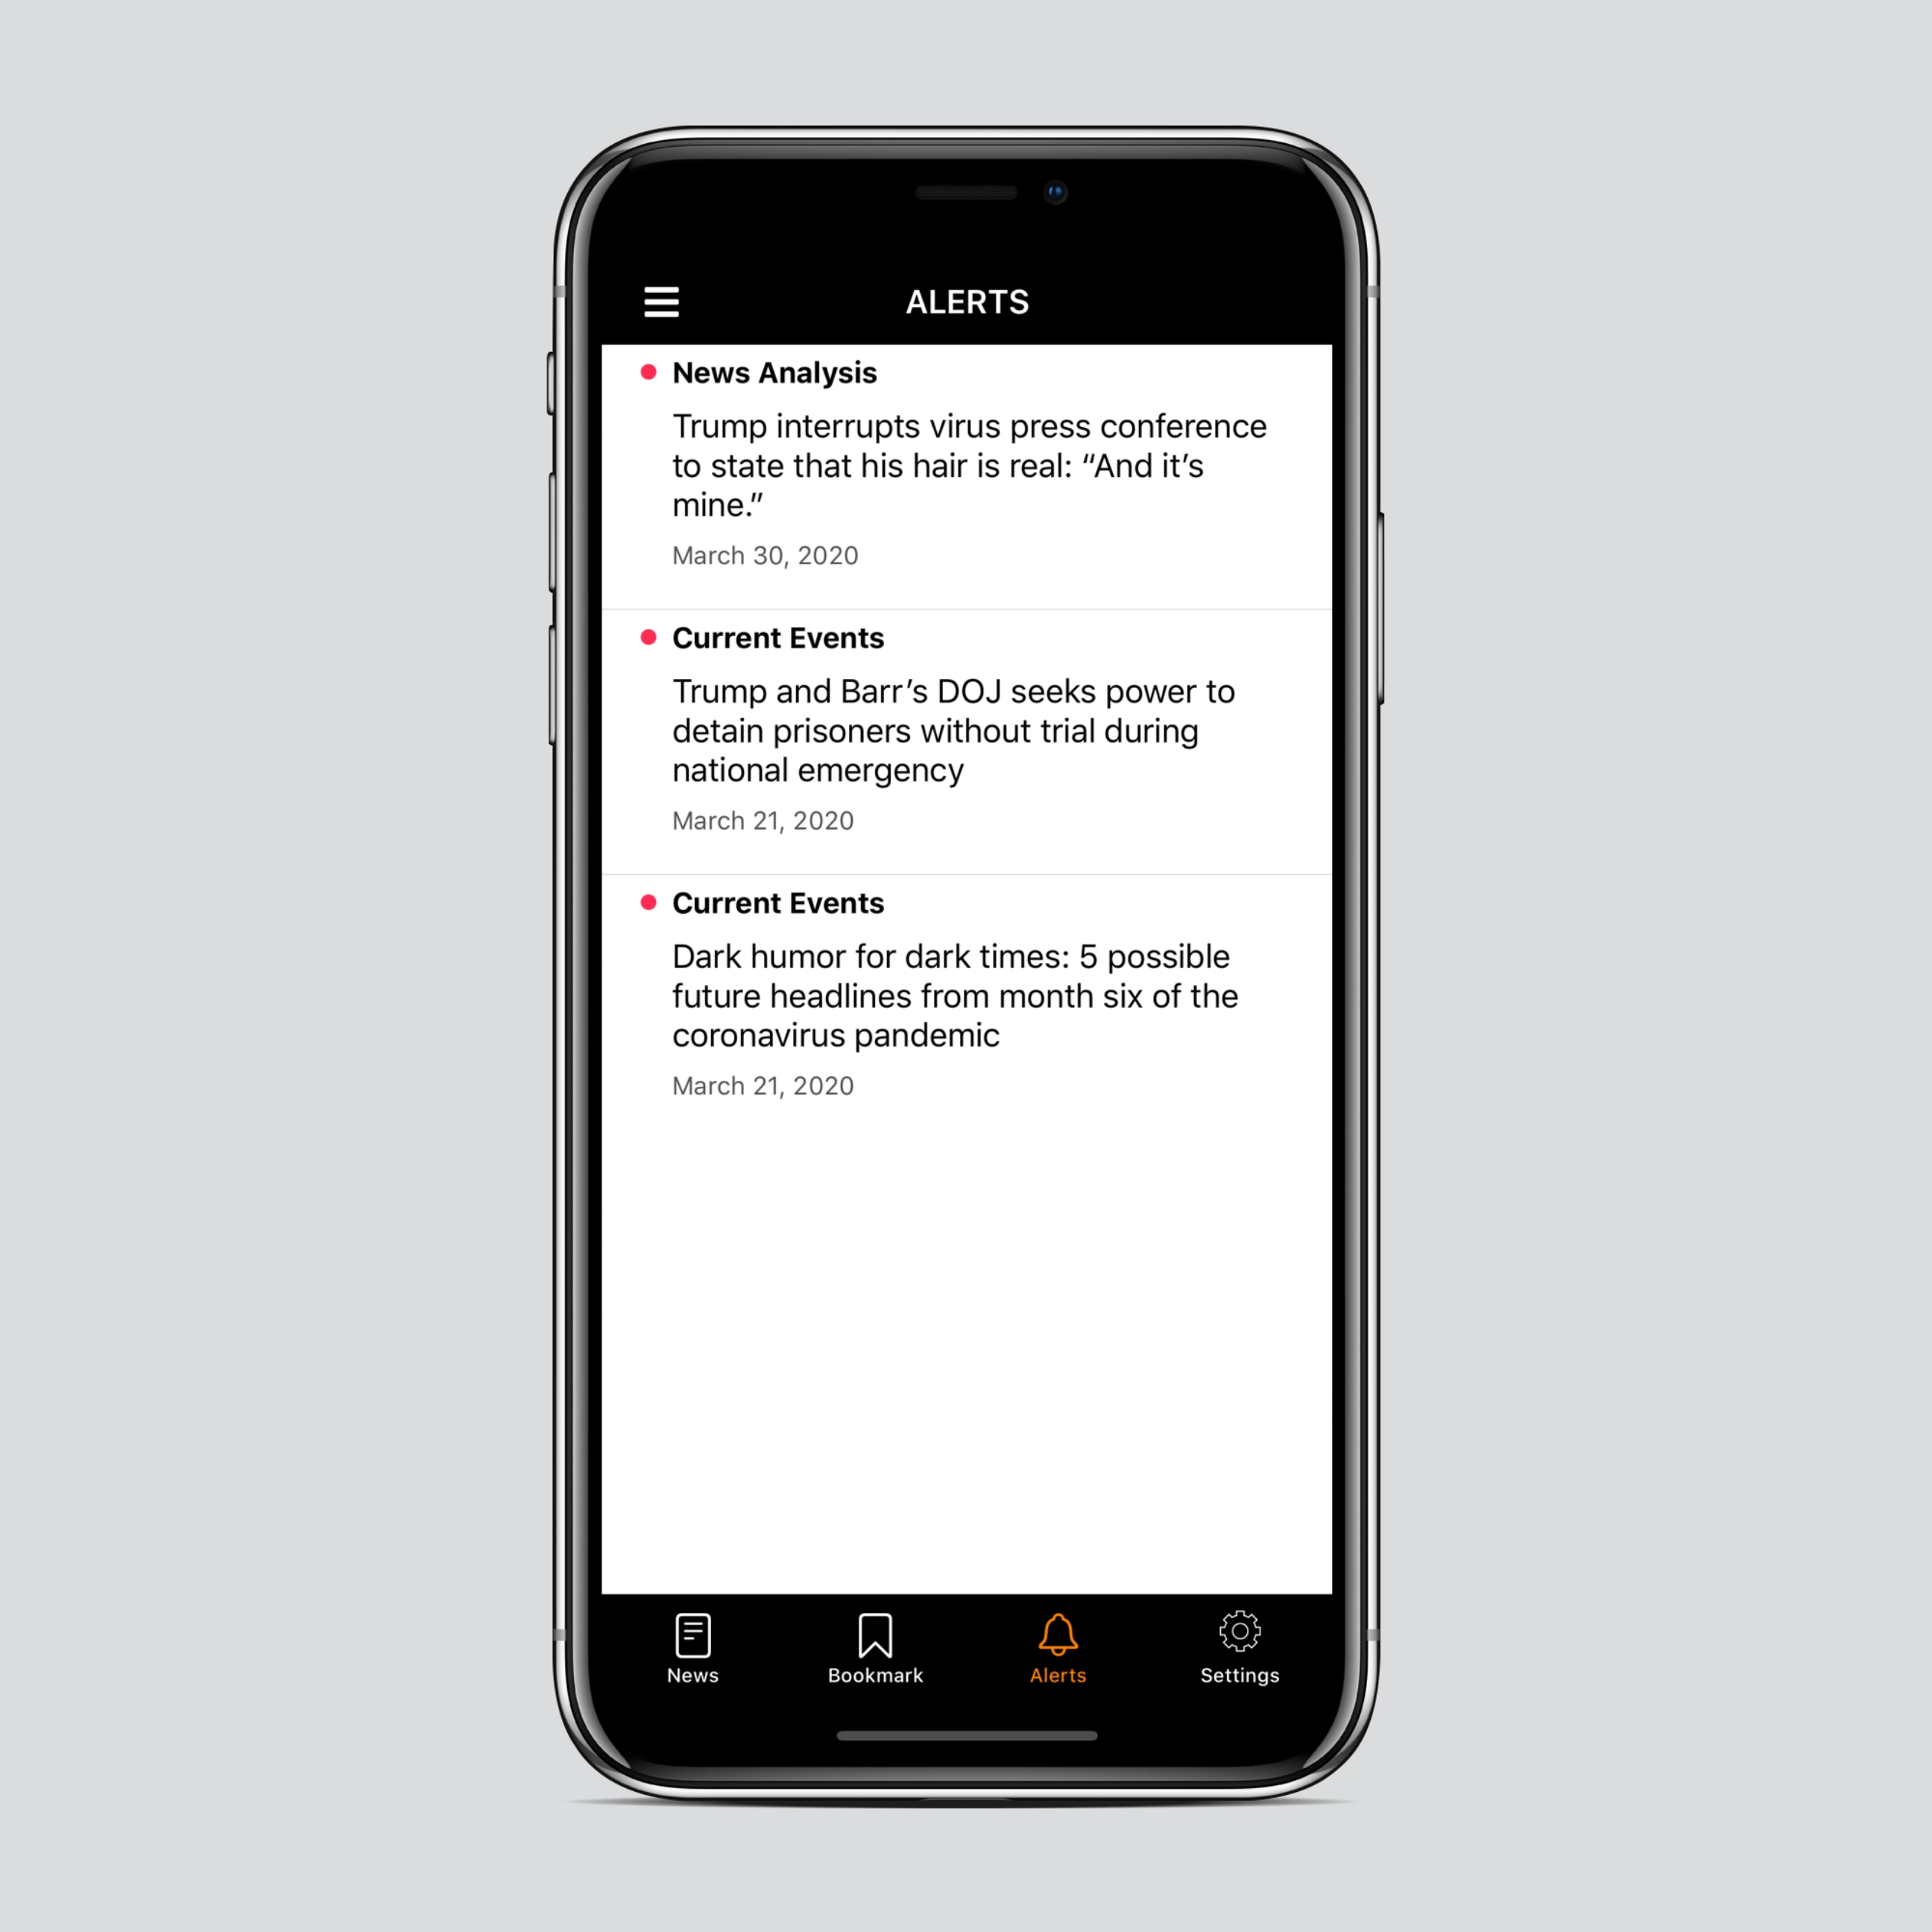 ALERTS
News Analysis
Trump interrupts virus press conference
to state that his hair is real: “And it’s
mine.”
March 30, 2020
Current Events
Trump and Barr’s DOJ seeks power to
detain prisoners without trial during
national emergency
March 21, 2020
Current Events
Dark humor for dark times: 5 possible
future headlines from month six of the
coronavirus pandemic
March 21, 2020
News
Bookmark
Alerts
Settings